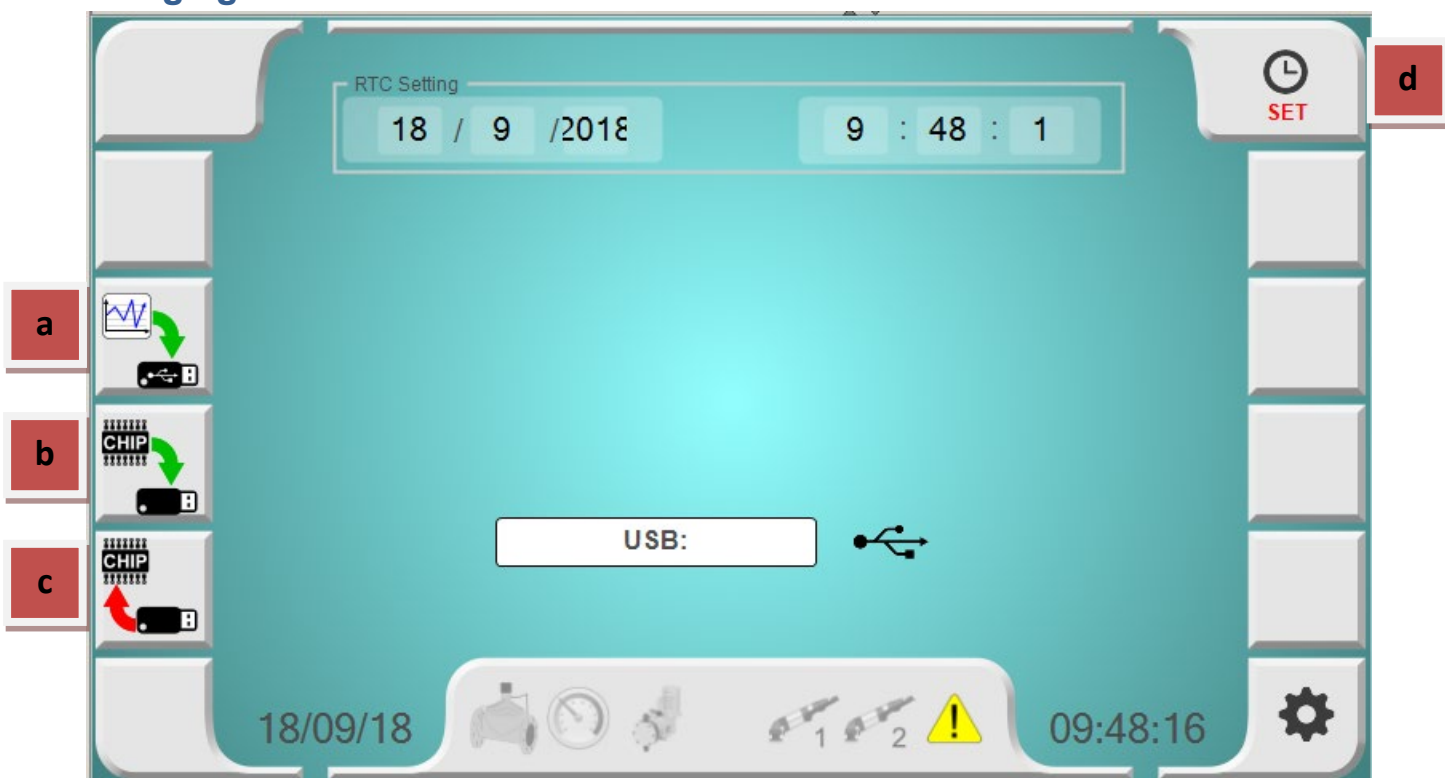 RTC Setting
18 / 9 /2018
9 : 48 : 1
SET
d
a
CHIP
b
CHIP
c
USB:
18/09/18
1
2
!
09:48:16